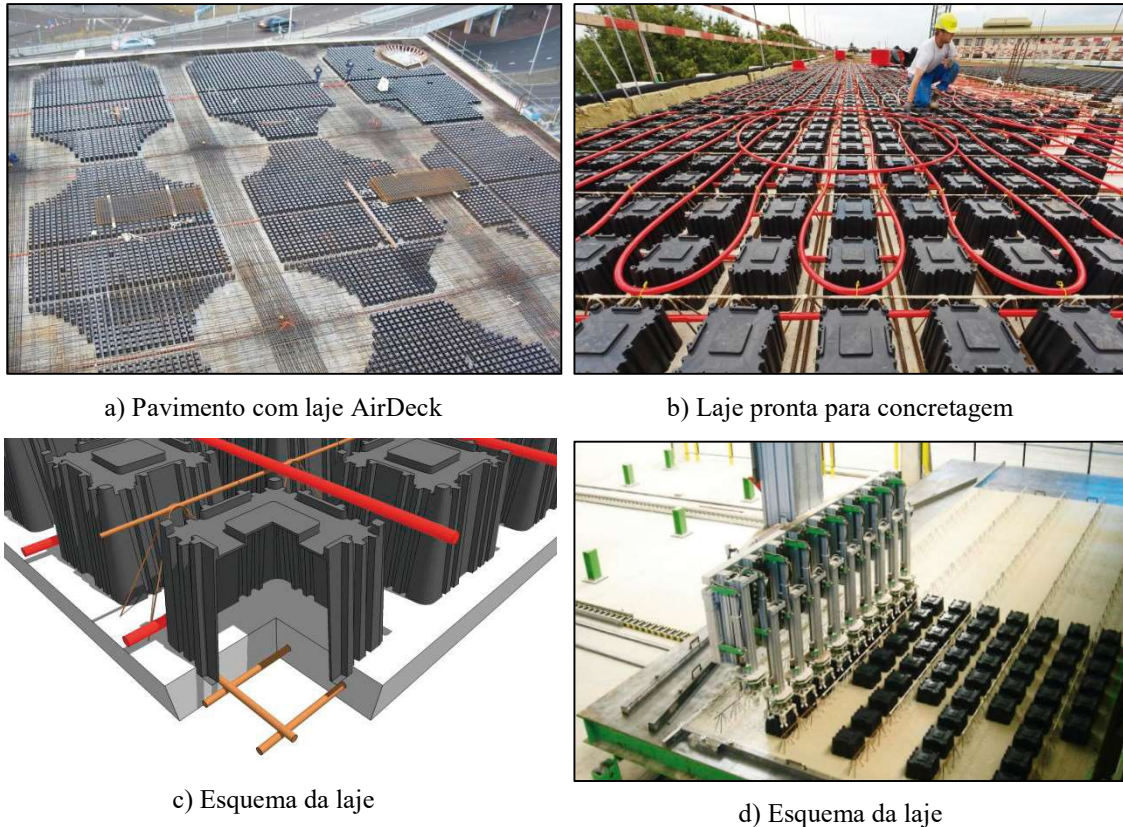 a) Pavimento com laje AirDeck
b) Laje pronta para concretagem
c) Esquema da laje
d) Esquema da laje